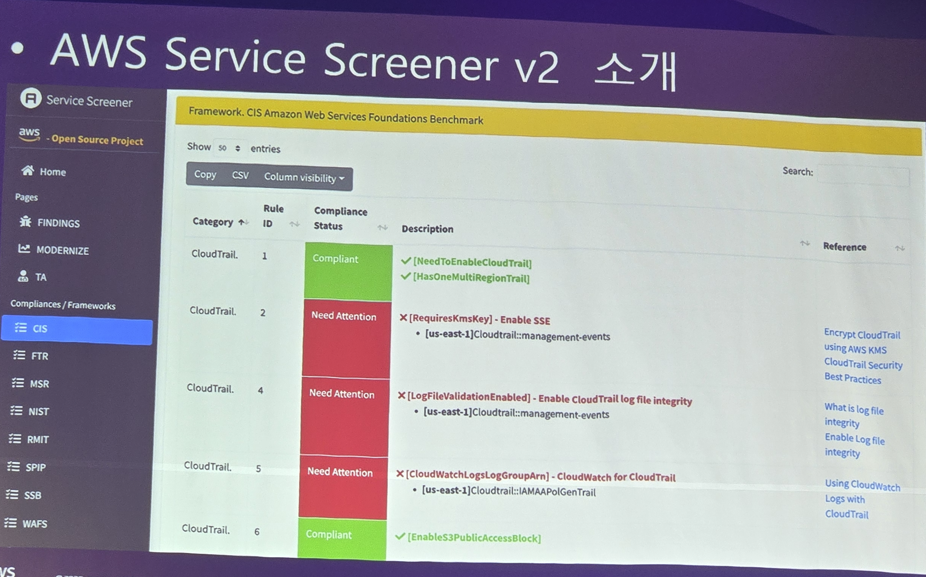 • AWS Service Screener v2 소개
Service Screener
aws - Open Source Project
Home
Pages
FINDINGS
MODERNIZE
TA
Compliances / Frameworks
CIS
FTR
MSR
NIST
RMIT
SPIP
SSB
WAFS
Framework. CIS Amazon Web Services Foundations Benchmark
Show 50 entries
Search:
Copy CSV Column visibility
Category Rule ID Compliance Status Description Reference
CloudTrail. 1 Compliant
[NeedToEnableCloudTrail]
[HasOneMultiRegionTrail]
CloudTrail. 2 Need Attention
[RequiresKmsKey] - Enable SSE
• [us-east-1]Cloudtrail::management-events
Encrypt CloudTrail
using AWS KMS
CloudTrail Security
Best Practices
CloudTrail. 4 Need Attention
[LogFileValidationEnabled] - Enable CloudTrail log file integrity
• [us-east-1]Cloudtrail::management-events
What is log file
integrity
Enable Log file
integrity
CloudTrail. 5 Need Attention
[CloudWatchLogsLogGroupArn] - CloudWatch for CloudTrail
• [us-east-1]Cloudtrail::IAMAAPolGenTrail
Using CloudWatch
Logs with
CloudTrail
CloudTrail. 6 Compliant
[EnableS3PublicAccessBlock]